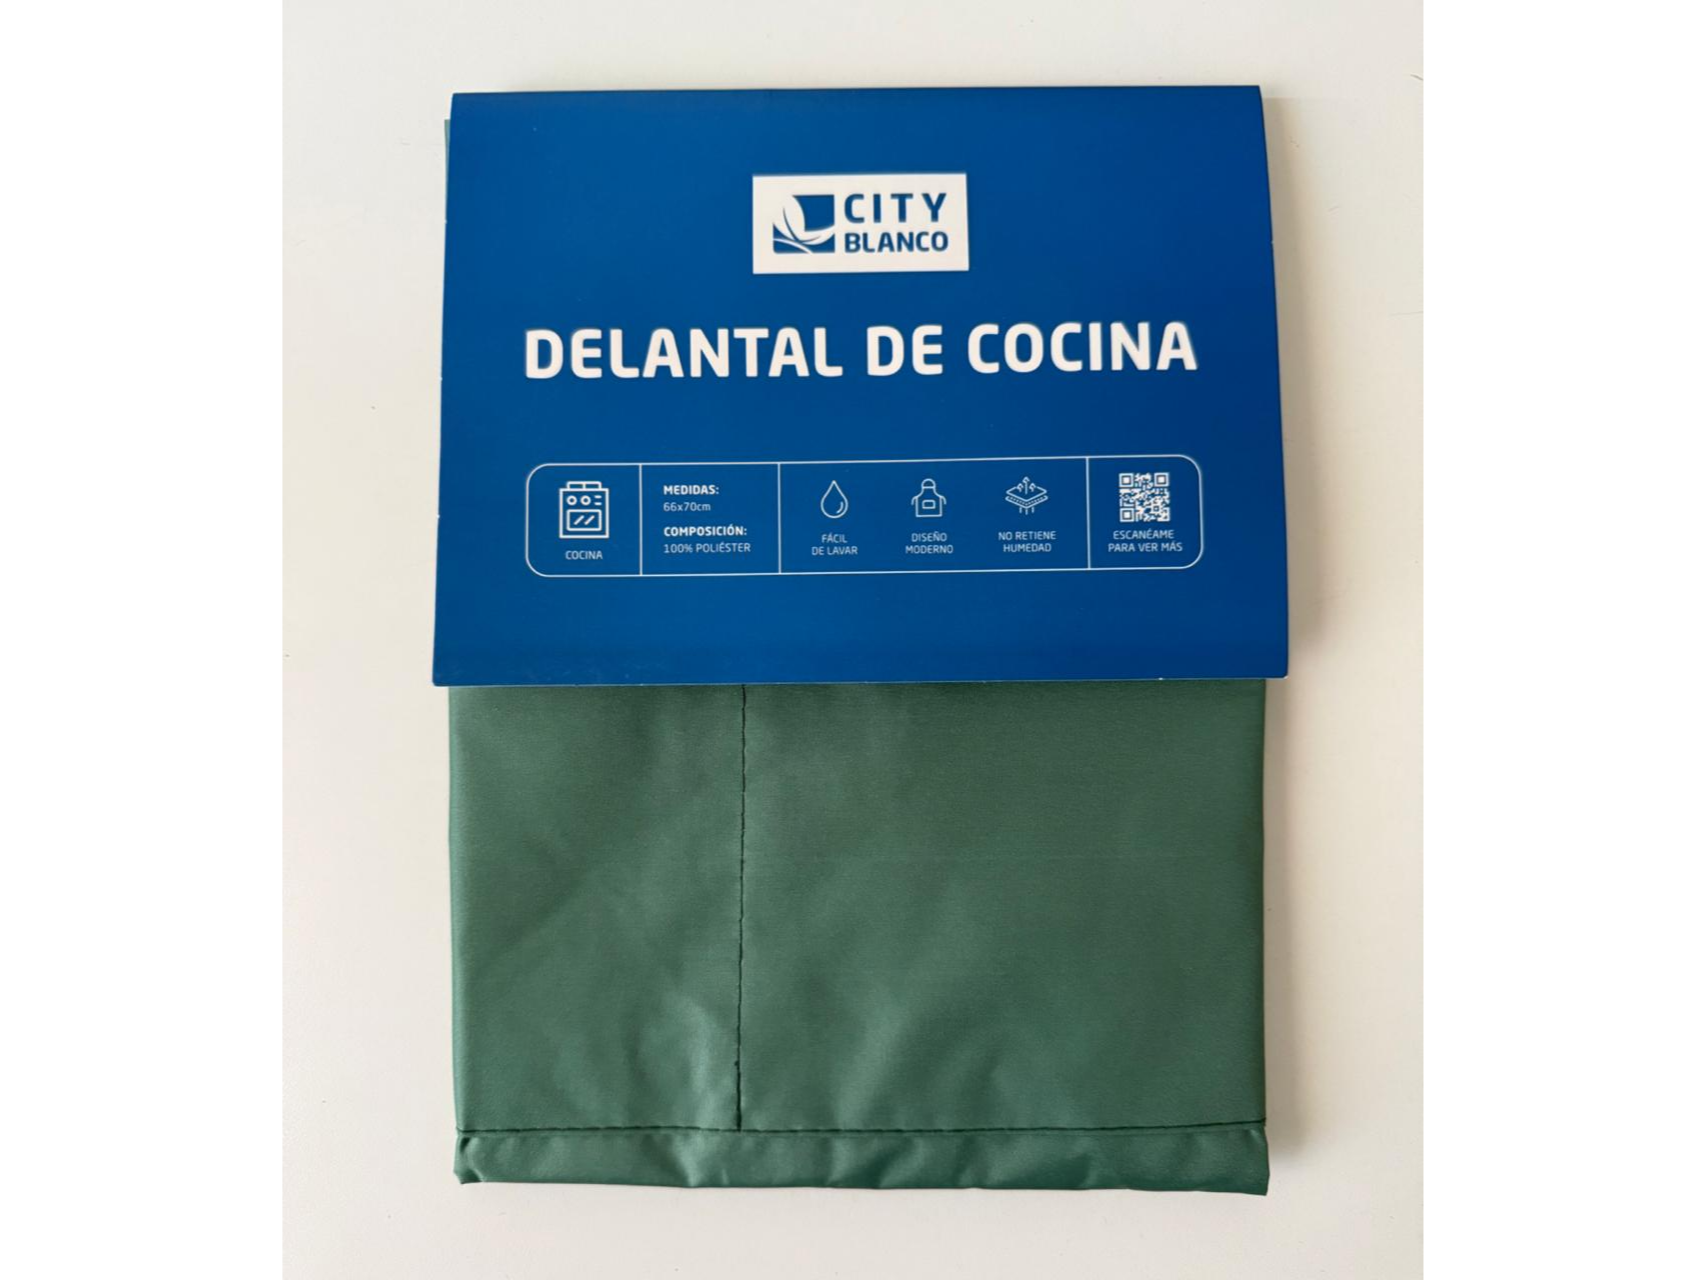 CITY
BLANCO
DELANTAL DE COCINA
COCINA
MEDIDAS:
66x70cm
COMPOSICIÓN:
100% POLIÉSTER
FÁCIL
DE LAVAR
DISEÑO
MODERNO
NO RETIENE
HUMEDAD
ESCANÉAME
PARA VER MÁS